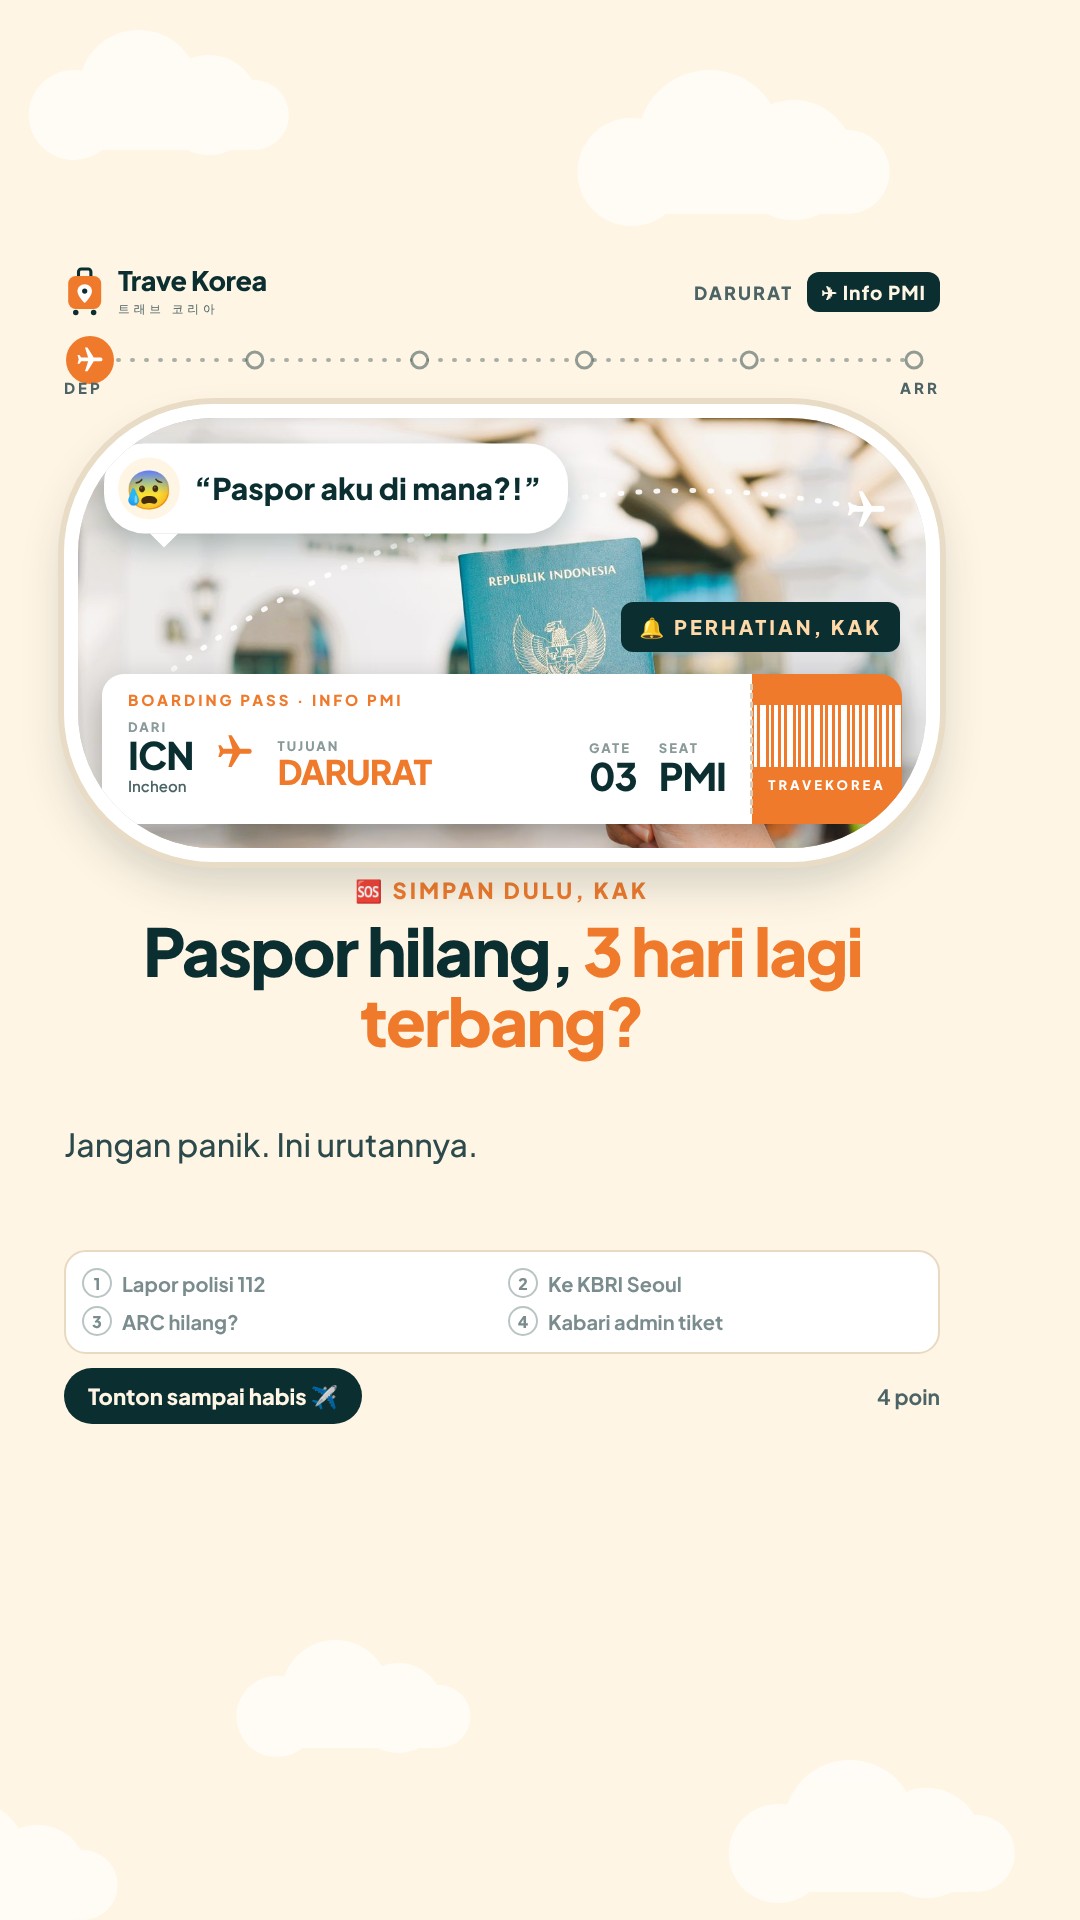 Trave Korea
트래브 코리아
DARURAT
✈ Info PMI
DEP
ARR
😰 “Paspor aku di mana?!”
REPUBLIK INDONESIA
🔔 PERHATIAN, KAK
BOARDING PASS · INFO PMI
DARI
ICN
Incheon
TUJUAN
DARURAT
GATE
03
SEAT
PMI
TRAVEKOREA
🆘 SIMPAN DULU, KAK
Paspor hilang, 3 hari lagi
terbang?
Jangan panik. Ini urutannya.
1 Lapor polisi 112
2 Ke KBRI Seoul
3 ARC hilang?
4 Kabari admin tiket
Tonton sampai habis ✈️
4 poin